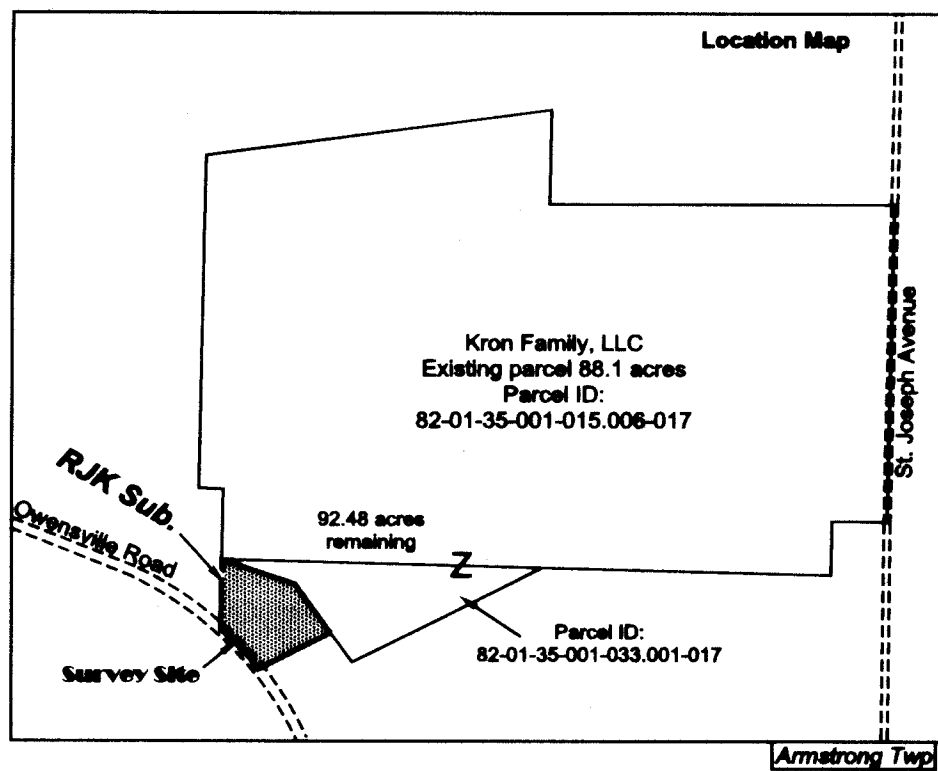 Location Map
Kron Family, LLC
Existing parcel 88.1 acres
Parcel ID:
82-01-35-001-015.006-017
St. Joseph Avenue
RJK Sub.
Owensville Road
92.48 acres
remaining
Z
Parcel ID:
82-01-35-001-033.001-017
Survey Site
Armstrong Twp